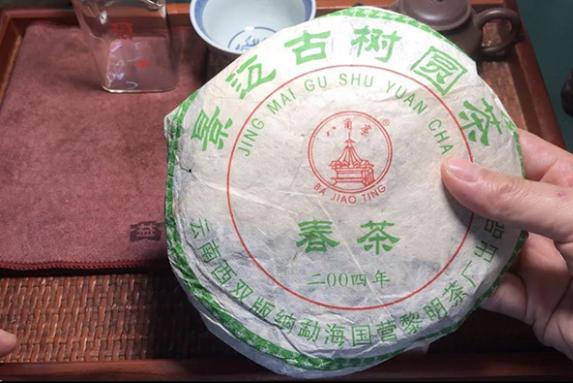 景迈古树圆茶
JING MAI GU SHU YUAN CHA
八角亭
®
BA JIAO TING
春茶
二00四年
云南西双版纳勐海国营黎明茶厂
出